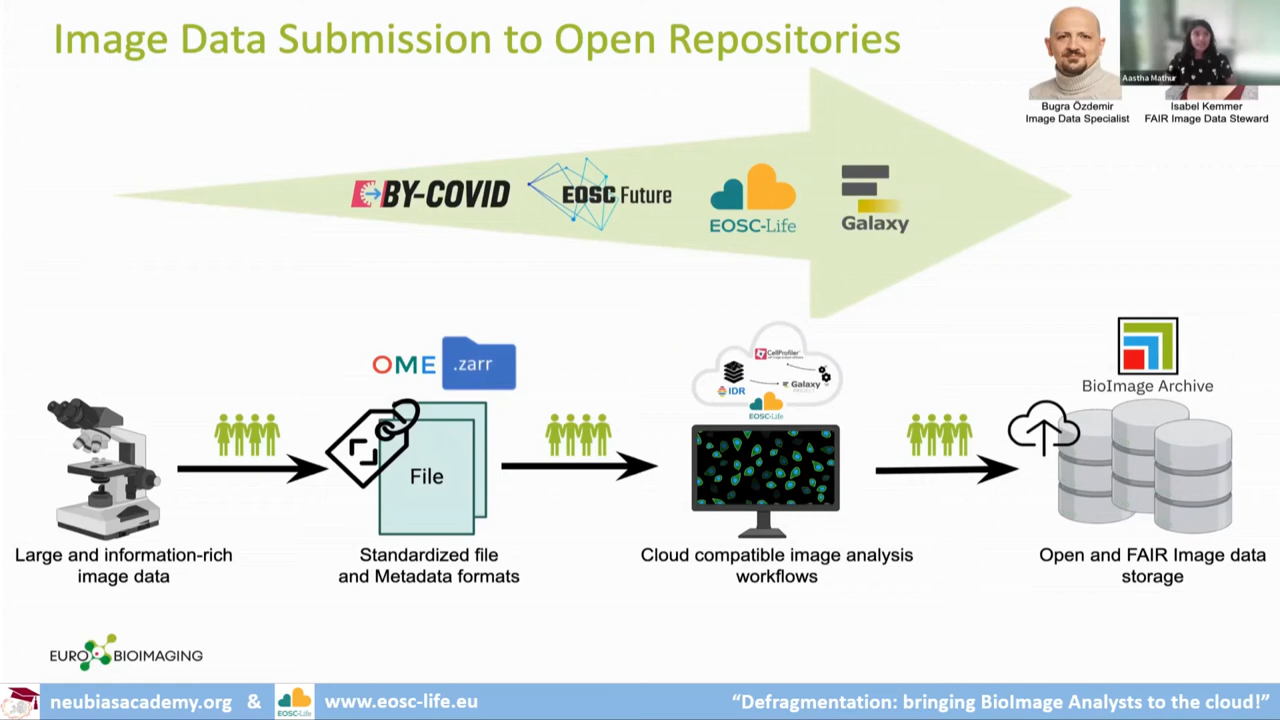 Image Data Submission to Open Repositories
Aastha Mathur
Bugra Özdemir
Image Data Specialist
Isabel Kemmer
FAIR Image Data Steward
BY-COVID
EOSC Future
EOSC-Life
Galaxy
OME
.zarr
File
CellProfiler
IDR
Galaxy
EOSC-Life
BioImage Archive
Large and information-rich
image data
Standardized file
and Metadata formats
Cloud compatible image analysis
workflows
Open and FAIR Image data
storage
EURO BIOIMAGING
neubiasacademy.org & EOSC-Life www.eosc-life.eu
“Defragmentation: bringing BioImage Analysts to the cloud!”